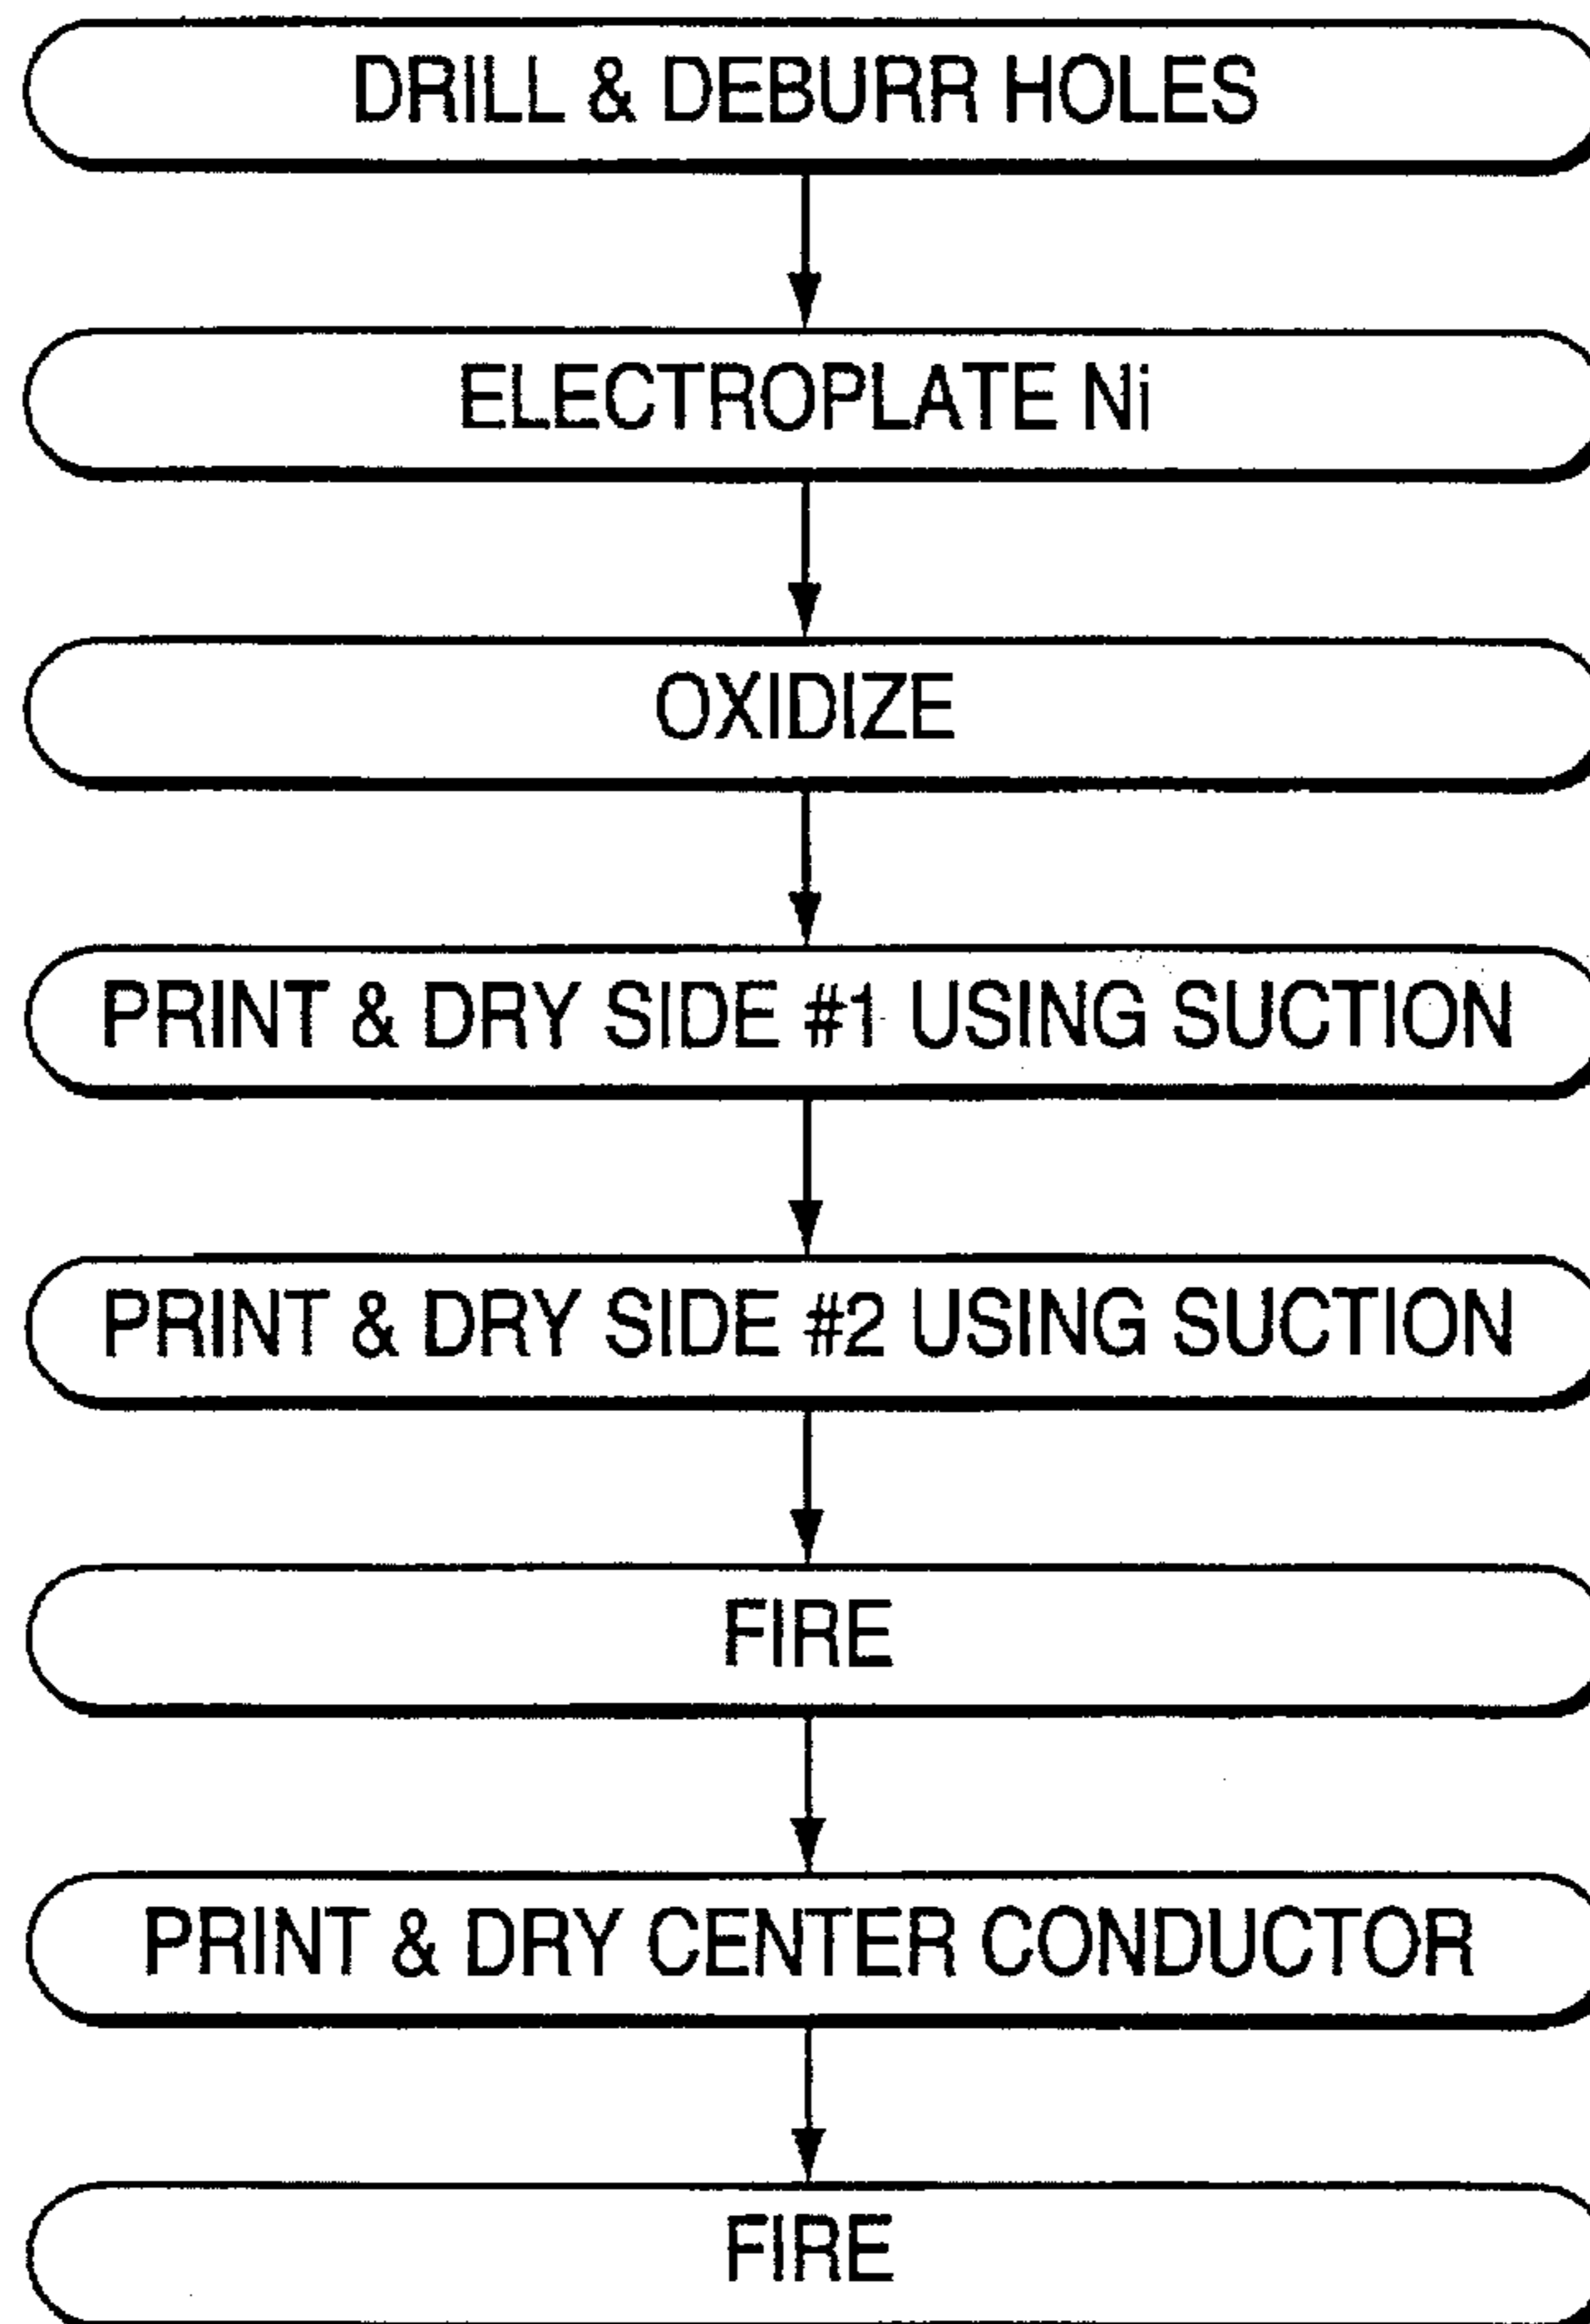 DRILL & DEBURR HOLES
ELECTROPLATE Ni
OXIDIZE
PRINT & DRY SIDE #1 USING SUCTION
PRINT & DRY SIDE #2 USING SUCTION
FIRE
PRINT & DRY CENTER CONDUCTOR
FIRE